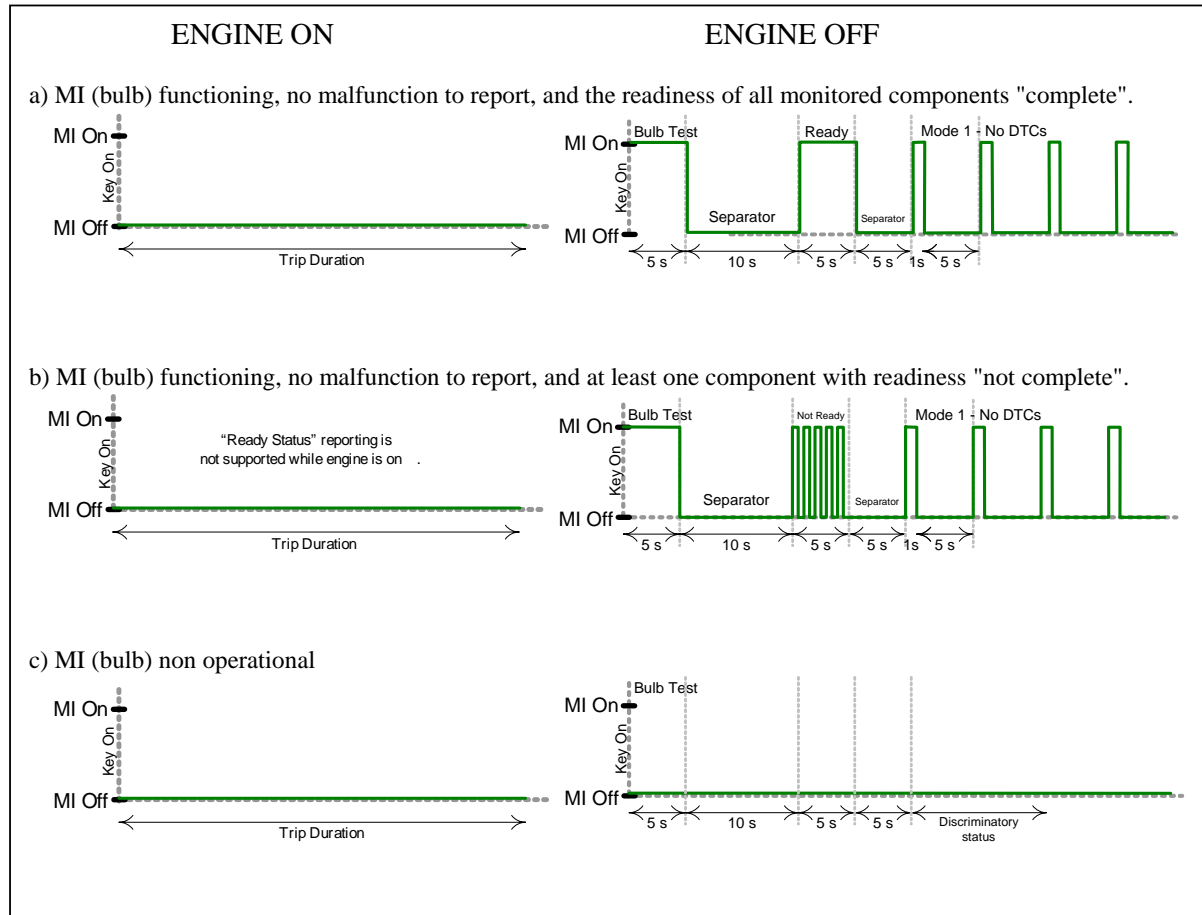 ENGINE ON
ENGINE OFF
a) MI (bulb) functioning, no malfunction to report, and the readiness of all monitored components "complete".
MI On
Key On
MI Off
Trip Duration
Bulb Test
Ready
Mode 1 - No DTCs
MI On
Key On
Separator
Separator
MI Off
5 s
10 s
5 s
5 s
1s
5 s
b) MI (bulb) functioning, no malfunction to report, and at least one component with readiness "not complete".
MI On
Key On
“Ready Status” reporting is
not supported while engine is on .
MI Off
Trip Duration
Bulb Test
Not Ready
Mode 1 - No DTCs
MI On
Key On
Separator
Separator
MI Off
5 s
10 s
5 s
5 s
1s
5 s
c) MI (bulb) non operational
MI On
Key On
MI Off
Trip Duration
Bulb Test
MI On
Key On
MI Off
5 s
10 s
5 s
5 s
Discriminatory
status